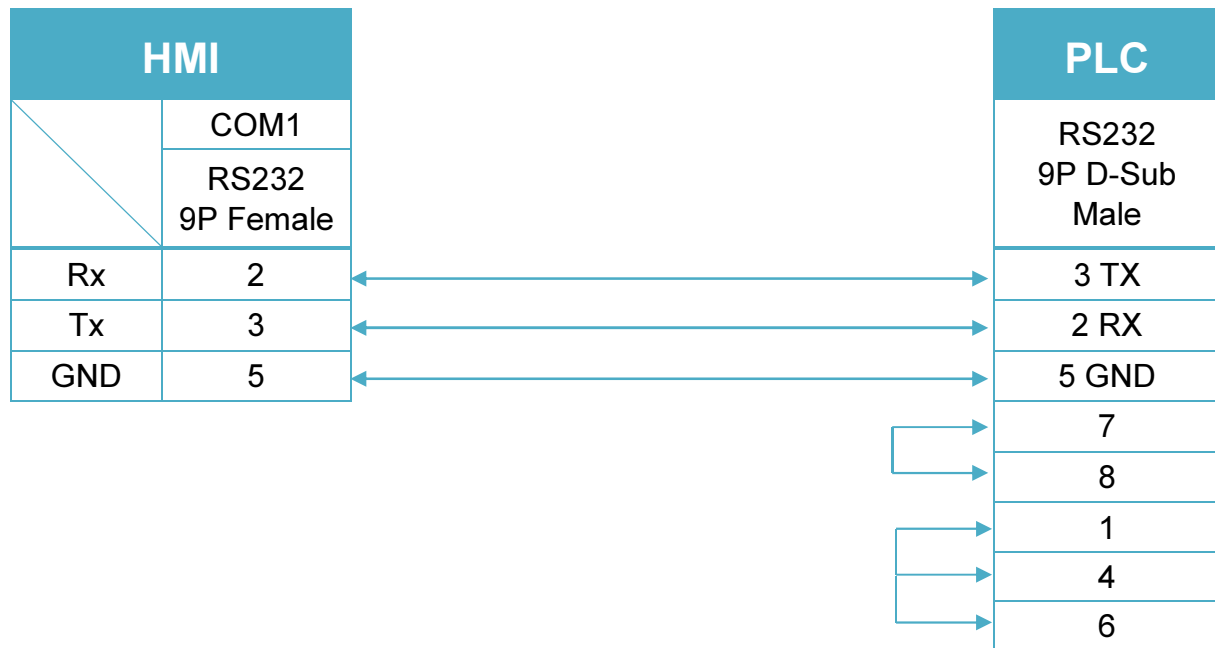 HMI
PLC
COM1
RS232
9P Female
RS232
9P D-Sub
Male
Rx 2 3 TX
Tx 3 2 RX
GND 5 5 GND
7
8
1
4
6